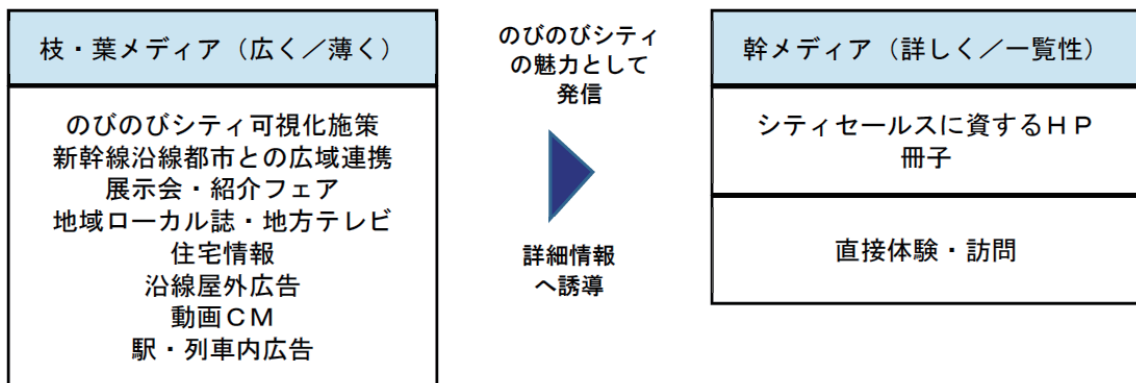 枝・葉メディア（広く／薄く）
のびのびシティ可視化施策
新幹線沿線都市との広域連携
展示会・紹介フェア
地域ローカル誌・地方テレビ
住宅情報
沿線屋外広告
動画ＣＭ
駅・列車内広告
のびのびシティ
の魅力として
発信
詳細情報
へ誘導
幹メディア（詳しく／一覧性）
シティセールスに資するＨＰ
冊子
直接体験・訪問